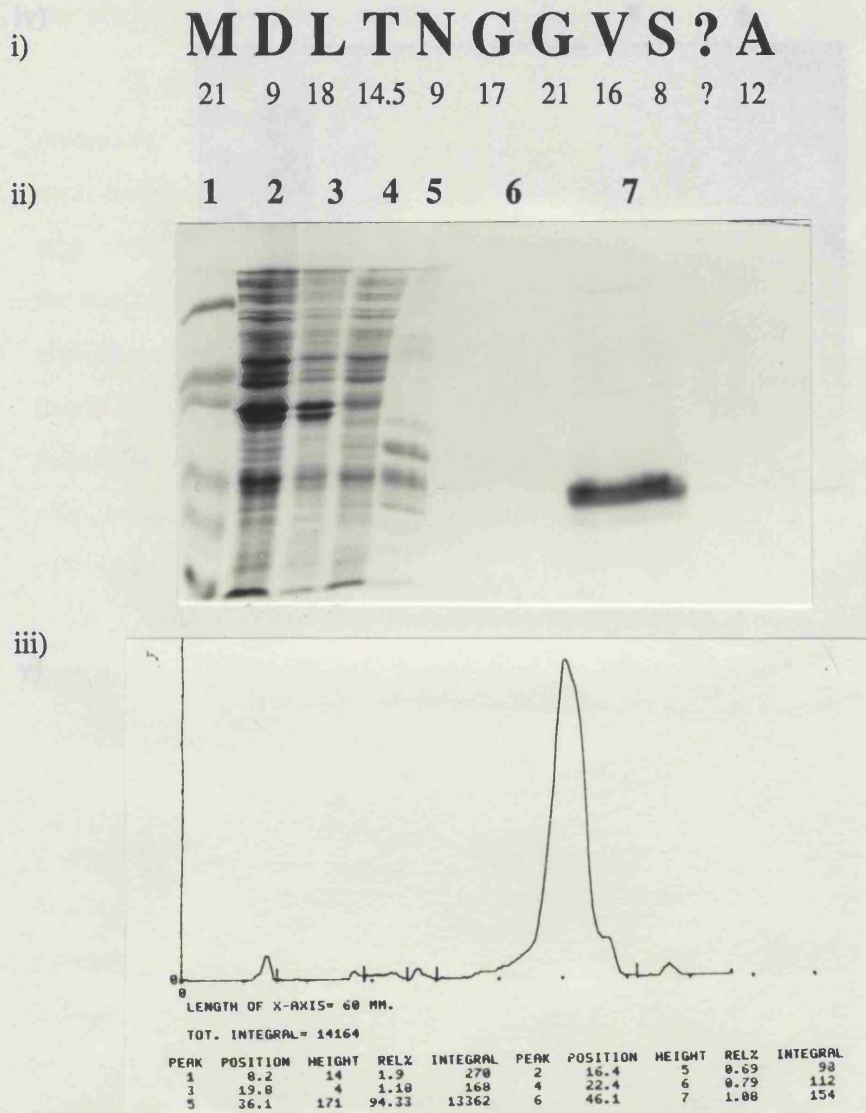 i) M D L T N G G V S ? A
21 9 18 14.5 9 17 21 16 8 ? 12
ii) 1 2 3 4 5 6 7
iii)
0
0
LENGTH OF X-AXIS= 60 MM.
TOT. INTEGRAL= 14164
PEAK POSITION HEIGHT REL% INTEGRAL PEAK POSITION HEIGHT REL% INTEGRAL
1 8.2 14 1.9 270 2 16.4 5 0.69 98
3 19.8 4 1.18 168 4 22.4 6 0.79 112
5 36.1 171 94.33 13362 6 46.1 7 1.08 154